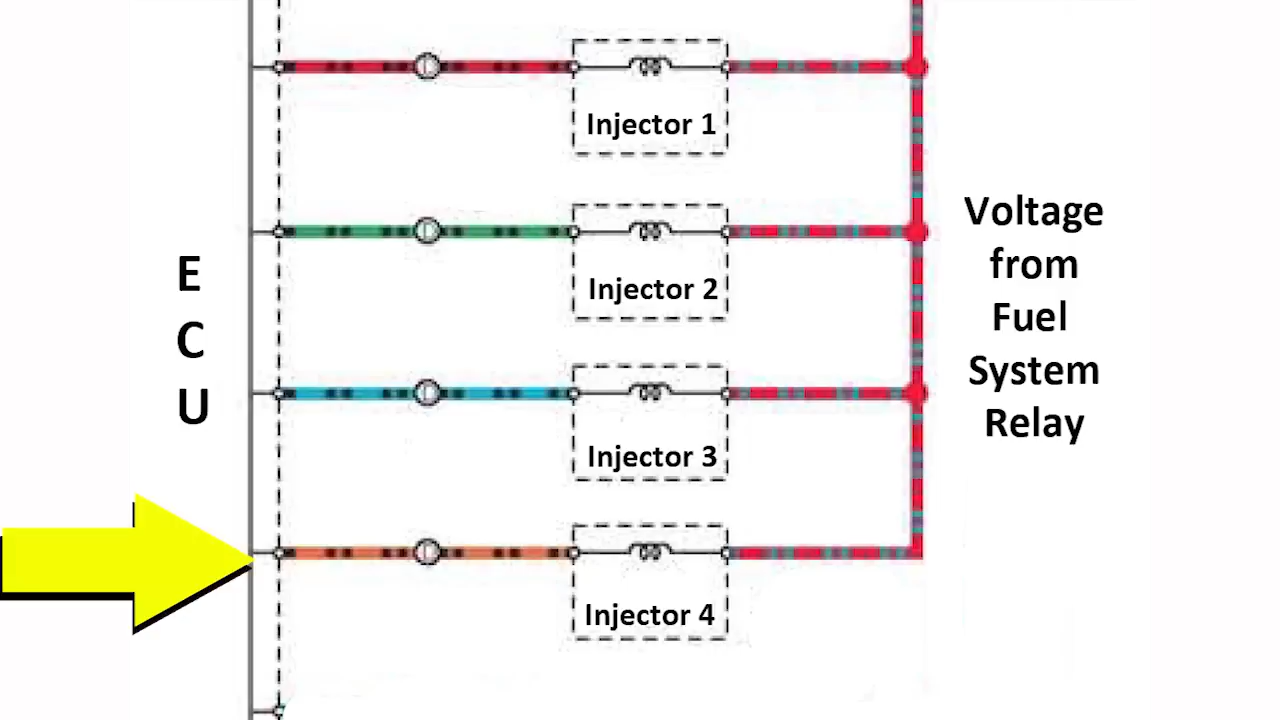 Injector 1
Injector 2
Injector 3
Injector 4
E
C
U
Voltage
from
Fuel
System
Relay